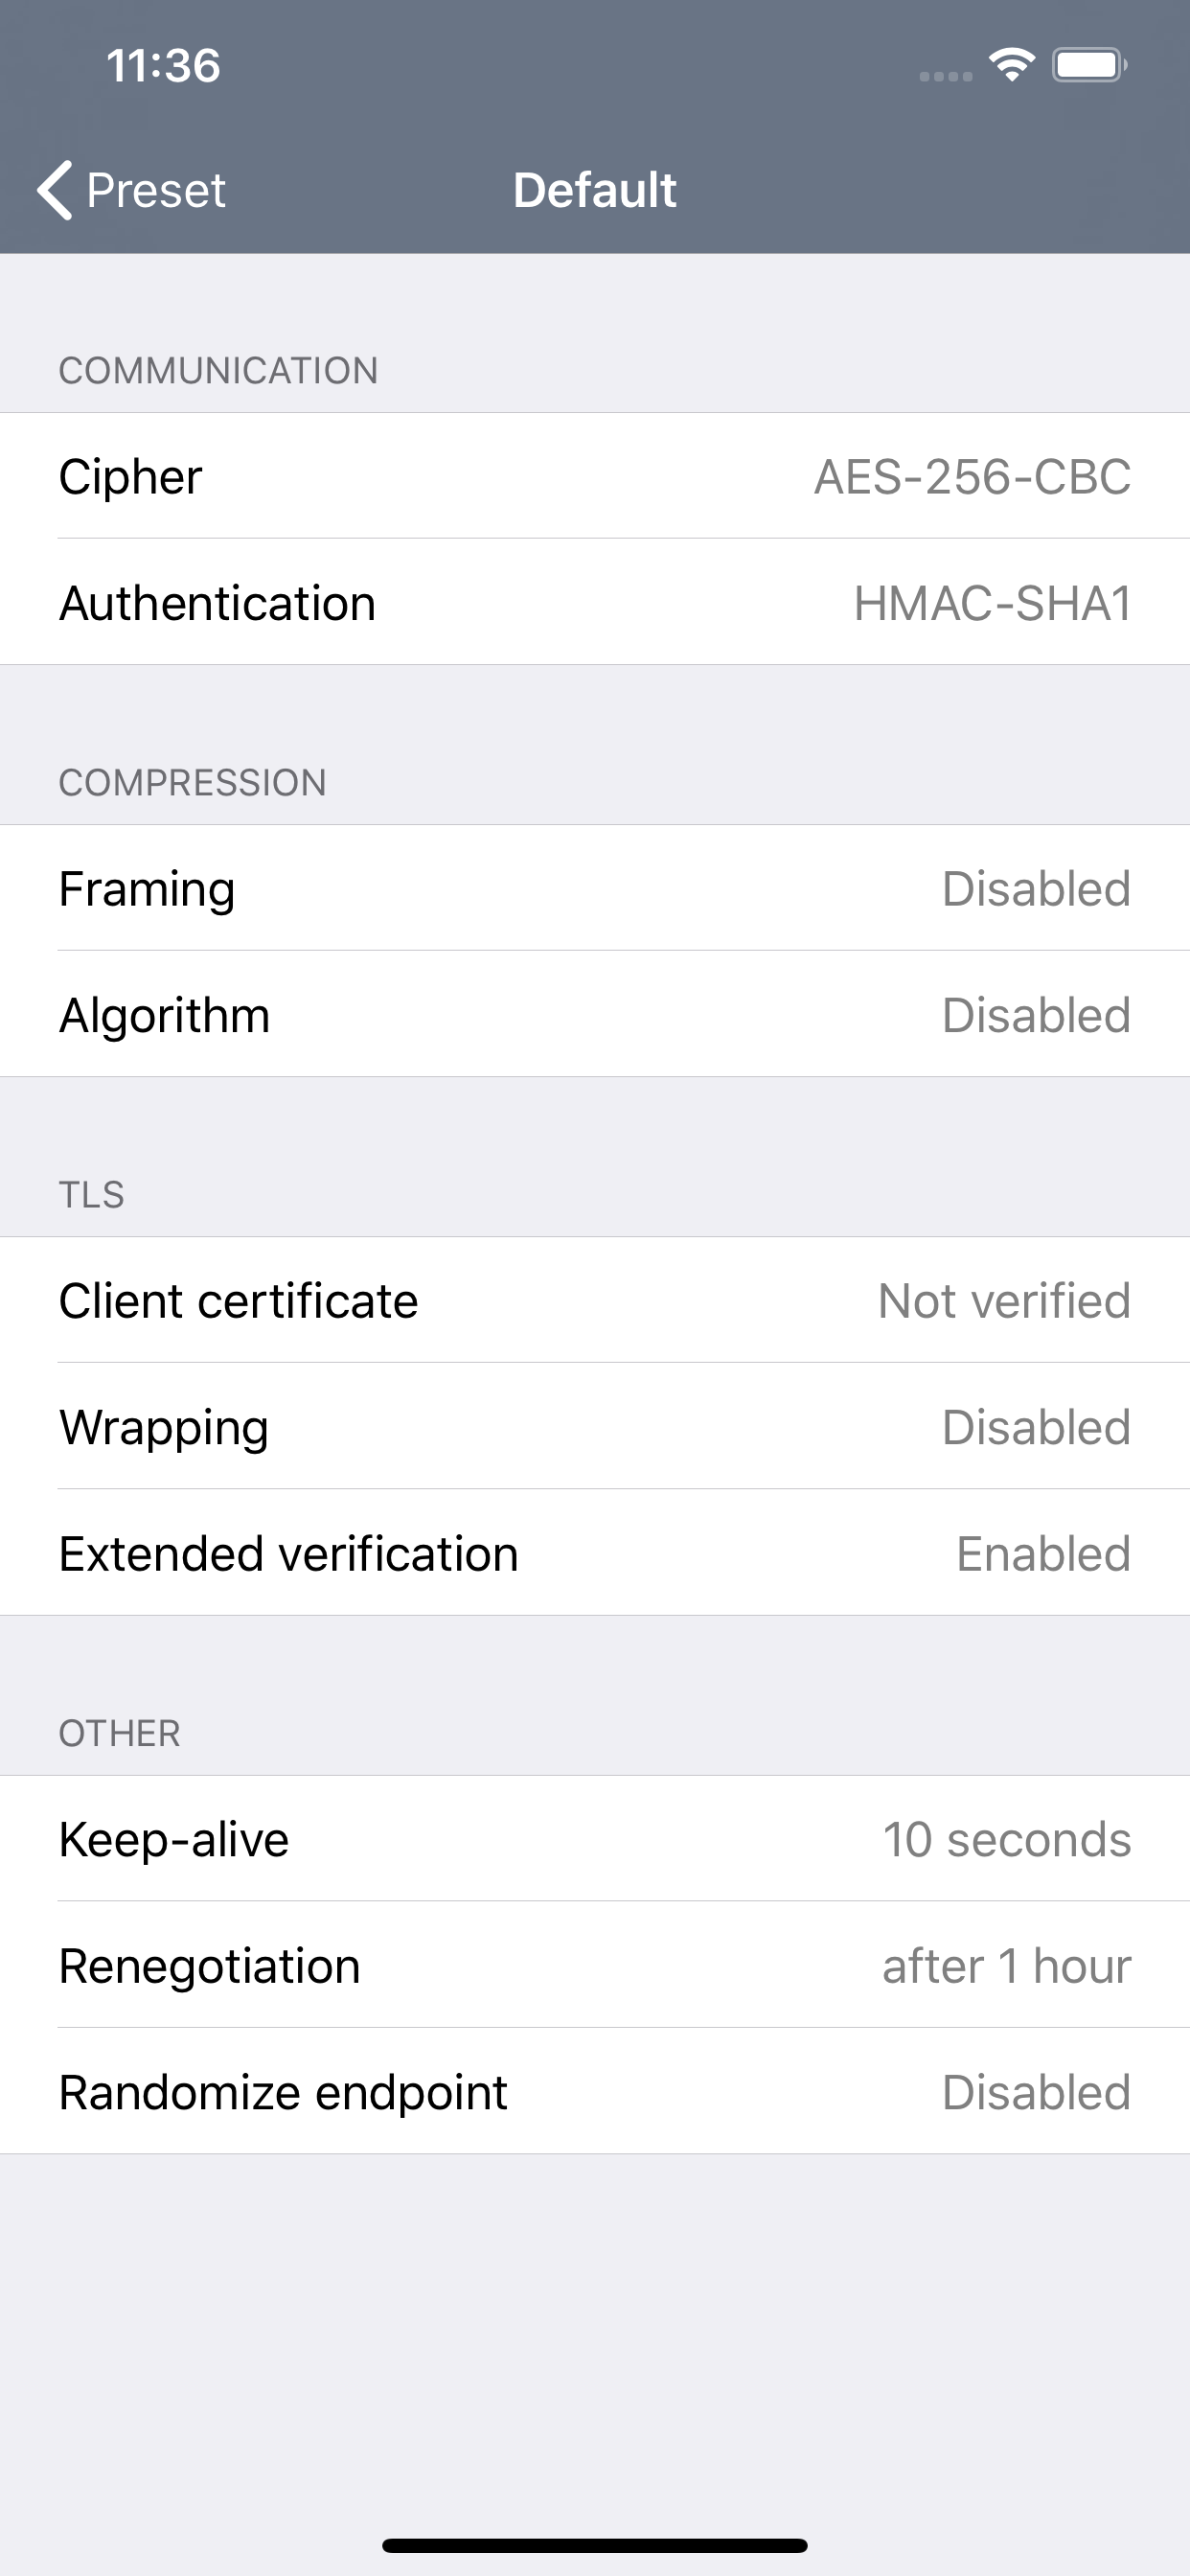 11:36
Preset
Default
COMMUNICATION
Cipher AES-256-CBC
Authentication HMAC-SHA1
COMPRESSION
Framing Disabled
Algorithm Disabled
TLS
Client certificate Not verified
Wrapping Disabled
Extended verification Enabled
OTHER
Keep-alive 10 seconds
Renegotiation after 1 hour
Randomize endpoint Disabled